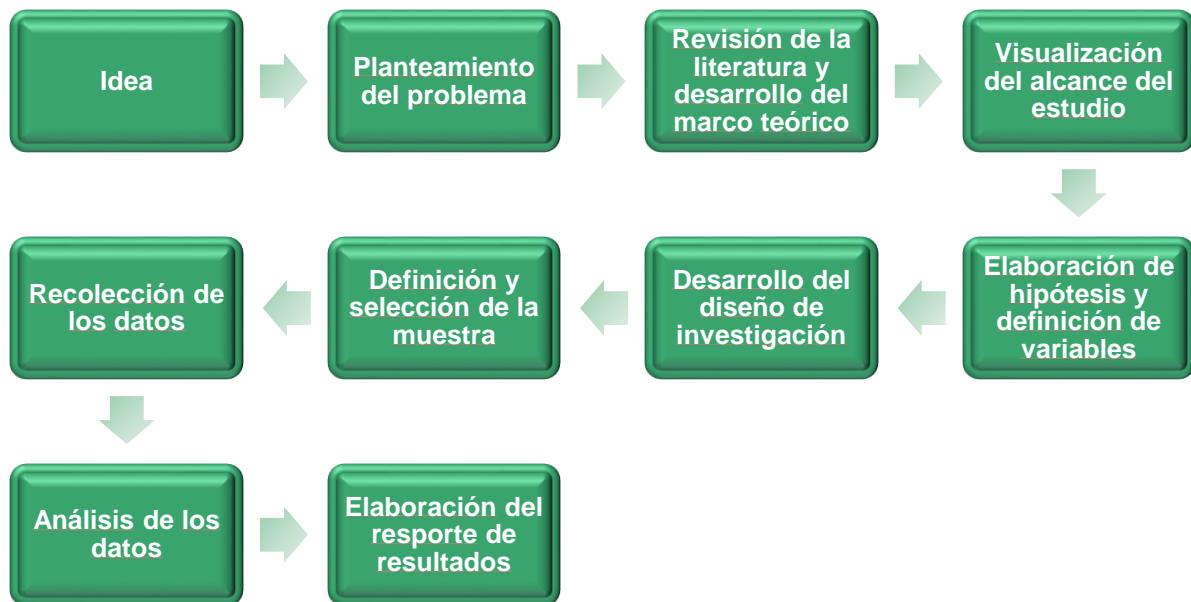 Idea
Planteamiento
del problema
Revisión de la
literatura y
desarrollo del
marco teórico
Visualización
del alcance del
estudio
Elaboración de
hipótesis y
definición de
variables
Desarrollo del
diseño de
investigación
Definición y
selección de la
muestra
Recolección de
los datos
Análisis de los
datos
Elaboración del
resporte de
resultados